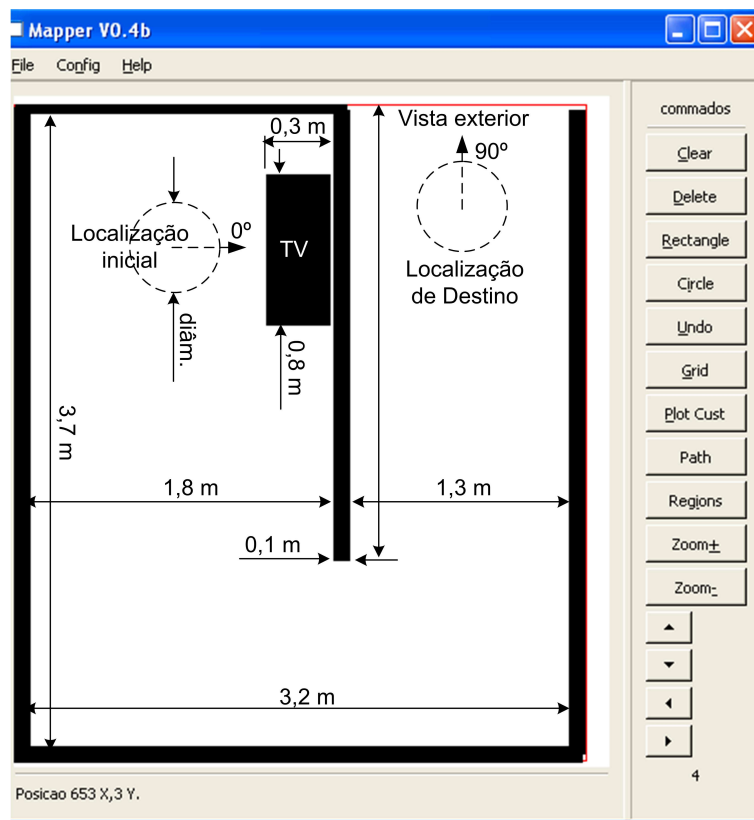 Mapper V0.4b
File Config Help
commados
Clear
Delete
Rectangle
Circle
Undo
Grid
Plot Cust
Path
Regions
Zoom+
Zoom-
4
0,3 m
Vista exterior
90º
Localização
inicial
0º
TV
Localização
de Destino
diâm.
0,8 m
3,7 m
1,8 m
1,3 m
0,1 m
3,2 m
Posicao 653 X,3 Y.